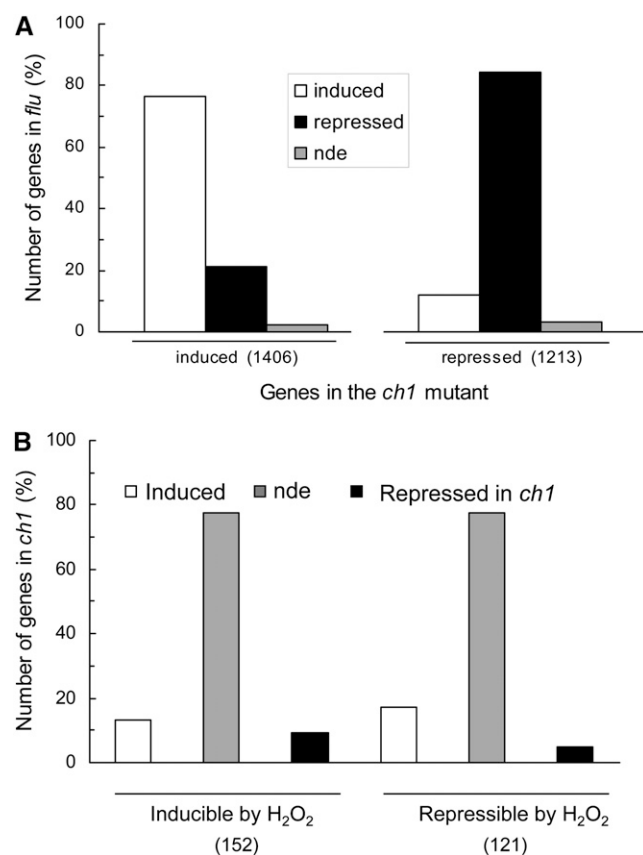 A
Number of genes in flu (%)
100
80
60
40
20
0
induced
repressed
nde
induced (1406)
repressed (1213)
Genes in the ch1 mutant
B
Number of genes in ch1 (%)
100
80
60
40
20
0
Induced
nde
Repressed in ch1
Inducible by H₂O₂
(152)
Repressible by H₂O₂
(121)